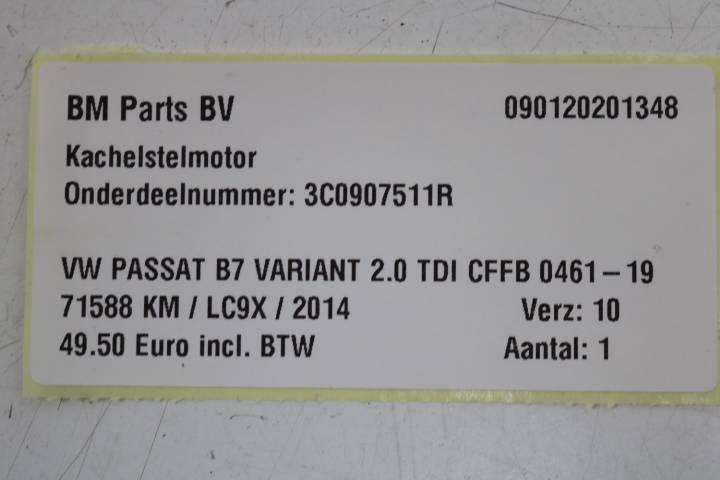 BM Parts BV 090120201348
Kachelstelmotor
Onderdeelnummer: 3C0907511R
VW PASSAT B7 VARIANT 2.0 TDI CFFB 0461-19
71588 KM / LC9X / 2014 Verz: 10
49.50 Euro incl. BTW Aantal: 1